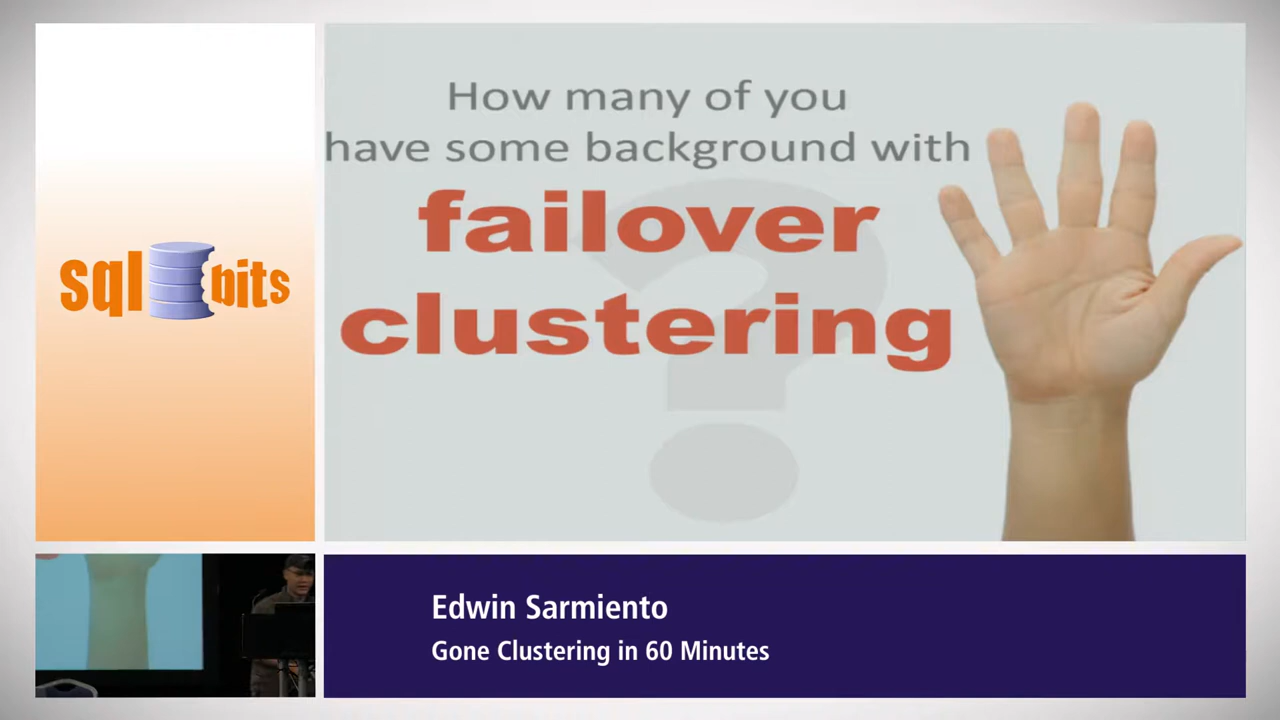 sql bits
How many of you
have some background with
failover
clustering
?
Edwin Sarmiento
Gone Clustering in 60 Minutes